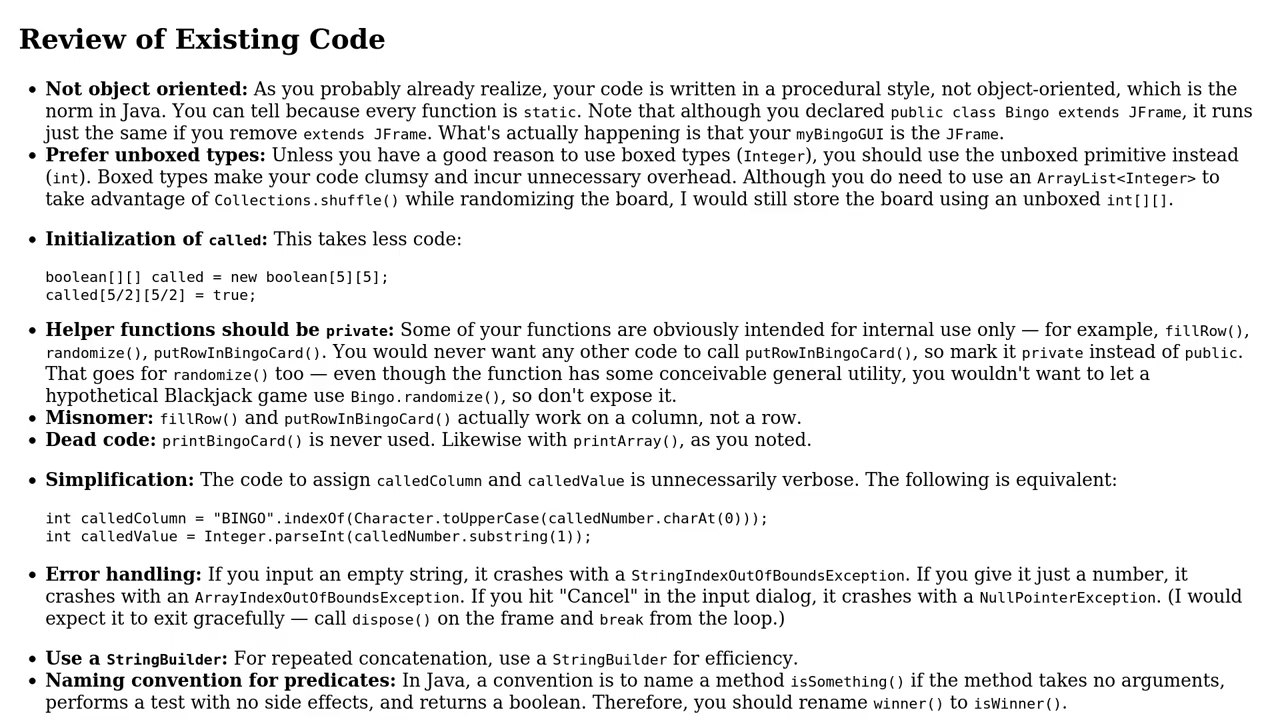 Review of Existing Code
• Not object oriented: As you probably already realize, your code is written in a procedural style, not object-oriented, which is the
norm in Java. You can tell because every function is static. Note that although you declared public class Bingo extends JFrame, it runs
just the same if you remove extends JFrame. What's actually happening is that your myBingoGUI is the JFrame.
• Prefer unboxed types: Unless you have a good reason to use boxed types (Integer), you should use the unboxed primitive instead
(int). Boxed types make your code clumsy and incur unnecessary overhead. Although you do need to use an ArrayList<Integer> to
take advantage of Collections.shuffle() while randomizing the board, I would still store the board using an unboxed int[][].
• Initialization of called: This takes less code:
boolean[][] called = new boolean[5][5];
called[5/2][5/2] = true;
• Helper functions should be private: Some of your functions are obviously intended for internal use only — for example, fillRow(),
randomize(), putRowInBingoCard(). You would never want any other code to call putRowInBingoCard(), so mark it private instead of public.
That goes for randomize() too — even though the function has some conceivable general utility, you wouldn't want to let a
hypothetical Blackjack game use Bingo.randomize(), so don't expose it.
• Misnomer: fillRow() and putRowInBingoCard() actually work on a column, not a row.
• Dead code: printBingoCard() is never used. Likewise with printArray(), as you noted.
• Simplification: The code to assign calledColumn and calledValue is unnecessarily verbose. The following is equivalent:
int calledColumn = "BINGO".indexOf(Character.toUpperCase(calledNumber.charAt(0)));
int calledValue = Integer.parseInt(calledNumber.substring(1));
• Error handling: If you input an empty string, it crashes with a StringIndexOutOfBoundsException. If you give it just a number, it
crashes with an ArrayIndexOutOfBoundsException. If you hit "Cancel" in the input dialog, it crashes with a NullPointerException. (I would
expect it to exit gracefully — call dispose() on the frame and break from the loop.)
• Use a StringBuilder: For repeated concatenation, use a StringBuilder for efficiency.
• Naming convention for predicates: In Java, a convention is to name a method isSomething() if the method takes no arguments,
performs a test with no side effects, and returns a boolean. Therefore, you should rename winner() to isWinner().